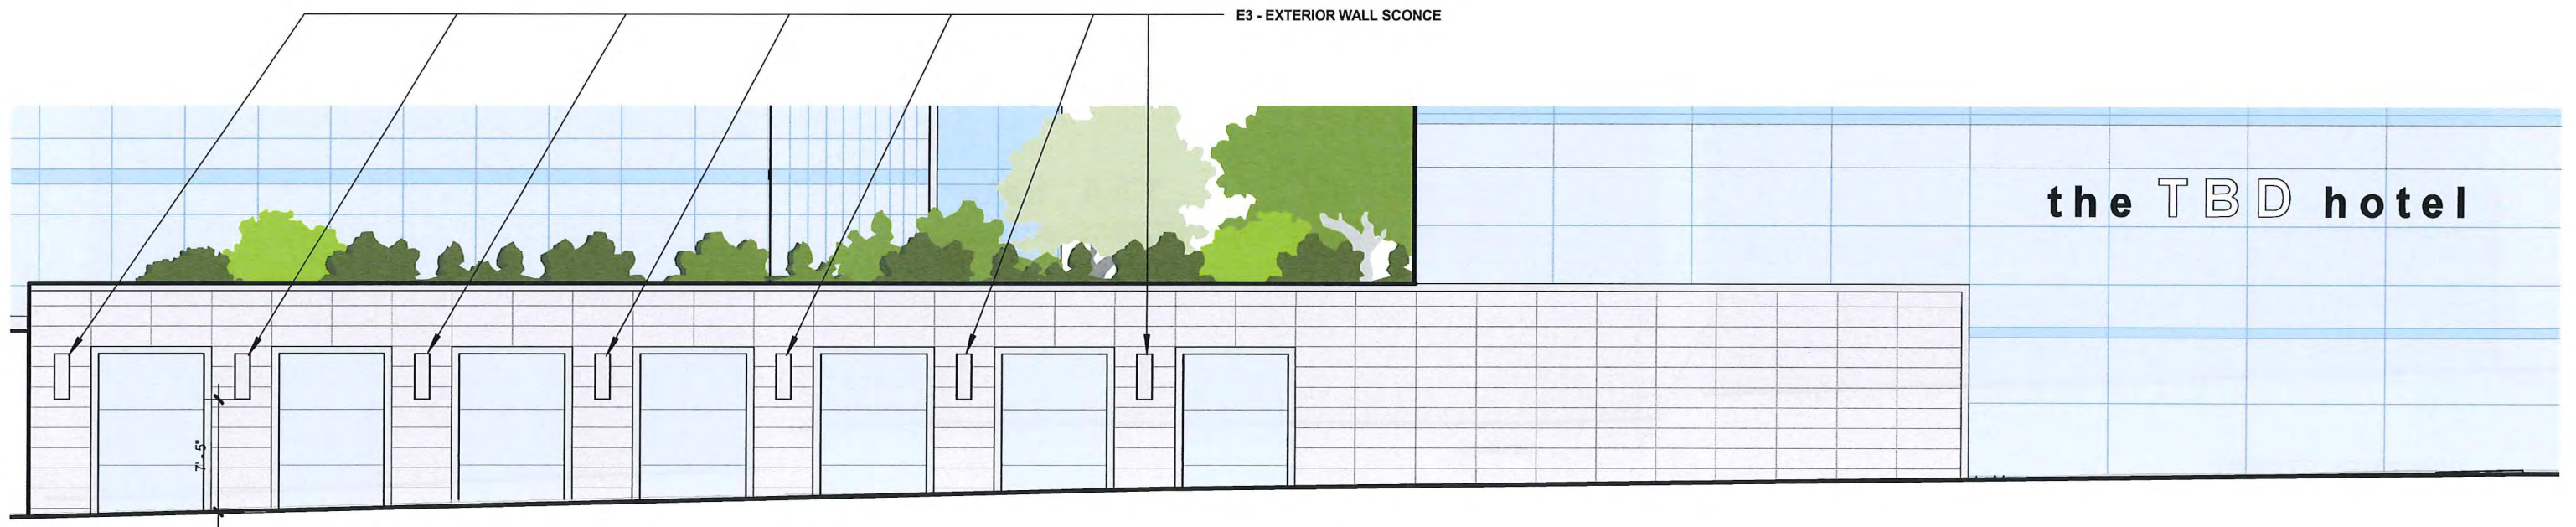 E3 - EXTERIOR WALL SCONCE
the TBD hotel
7'-5"